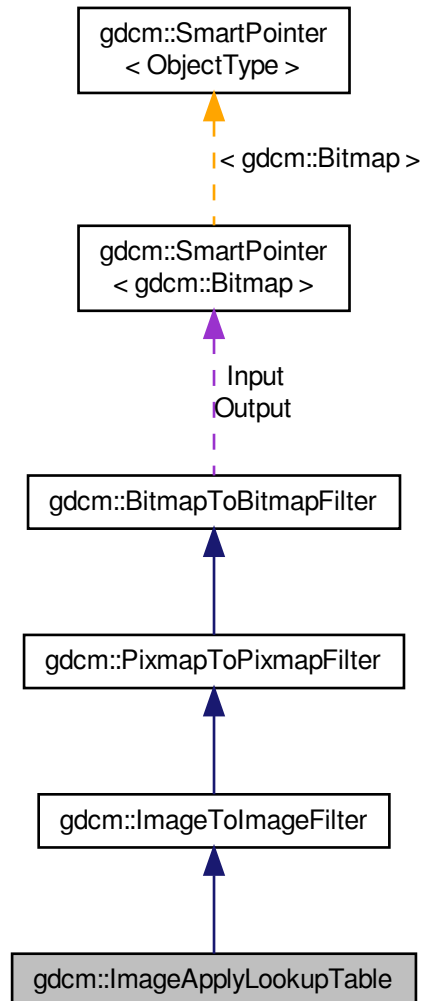 gdcm::SmartPointer
< ObjectType >
< gdcm::Bitmap >
gdcm::SmartPointer
< gdcm::Bitmap >
Input
Output
gdcm::BitmapToBitmapFilter
gdcm::PixmapToPixmapFilter
gdcm::ImageToImageFilter
gdcm::ImageApplyLookupTable